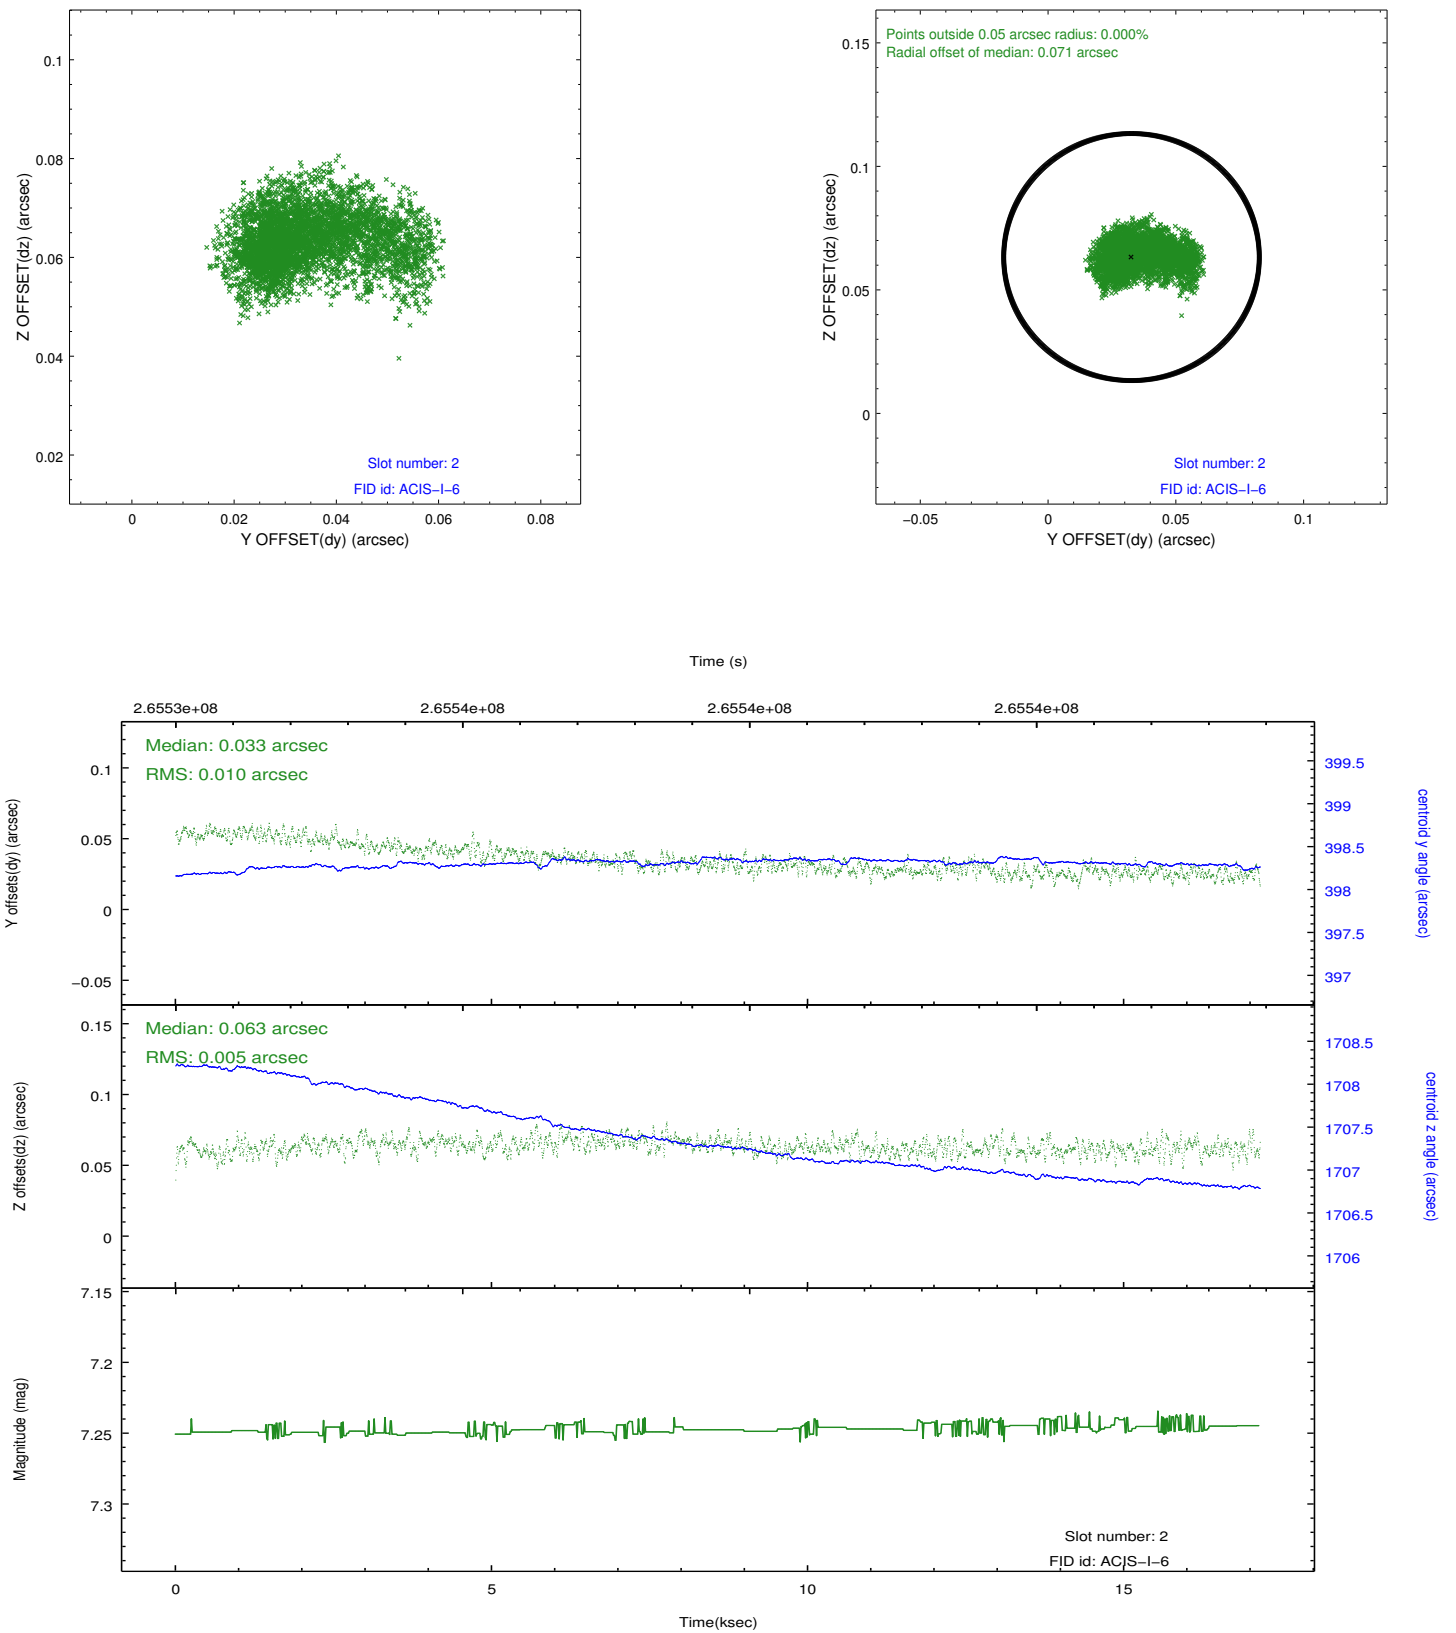 0.1
0.08
0.06
0.04
0.02
Z OFFSET(dz) (arcsec)
Slot number: 2
FID id: ACIS−I−6
0
0.02
0.04
0.06
0.08
Y OFFSET(dy) (arcsec)
Points outside 0.05 arcsec radius: 0.000%
Radial offset of median: 0.071 arcsec
0.15
0.1
0.05
0
Z OFFSET(dz) (arcsec)
Slot number: 2
FID id: ACIS−I−6
−0.05
0
0.05
0.1
Y OFFSET(dy) (arcsec)
Time (s)
2.6553e+08
2.6554e+08
2.6554e+08
2.6554e+08
Median: 0.033 arcsec
RMS: 0.010 arcsec
0.1
0.05
0
−0.05
Y offsets(dy) (arcsec)
399.5
399
398.5
398
397.5
397
centroid y angle (arcsec)
Median: 0.063 arcsec
RMS: 0.005 arcsec
0.15
0.1
0.05
0
Z offsets(dz) (arcsec)
1708.5
1708
1707.5
1707
1706.5
1706
centroid z angle (arcsec)
7.15
7.2
7.25
7.3
Magnitude (mag)
Slot number: 2
FID id: ACIS−I−6
0
5
10
15
Time(ksec)